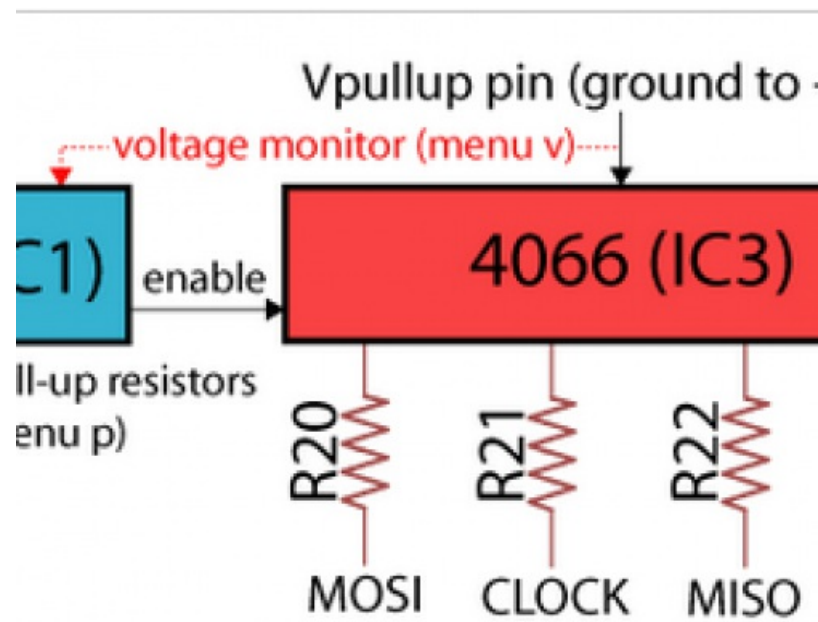 Vpullup pin (ground to -
voltage monitor (menu v)
C1)
enable
4066 (IC3)
ll-up resistors
enu p)
R20
R21
R22
MOSI
CLOCK
MISO